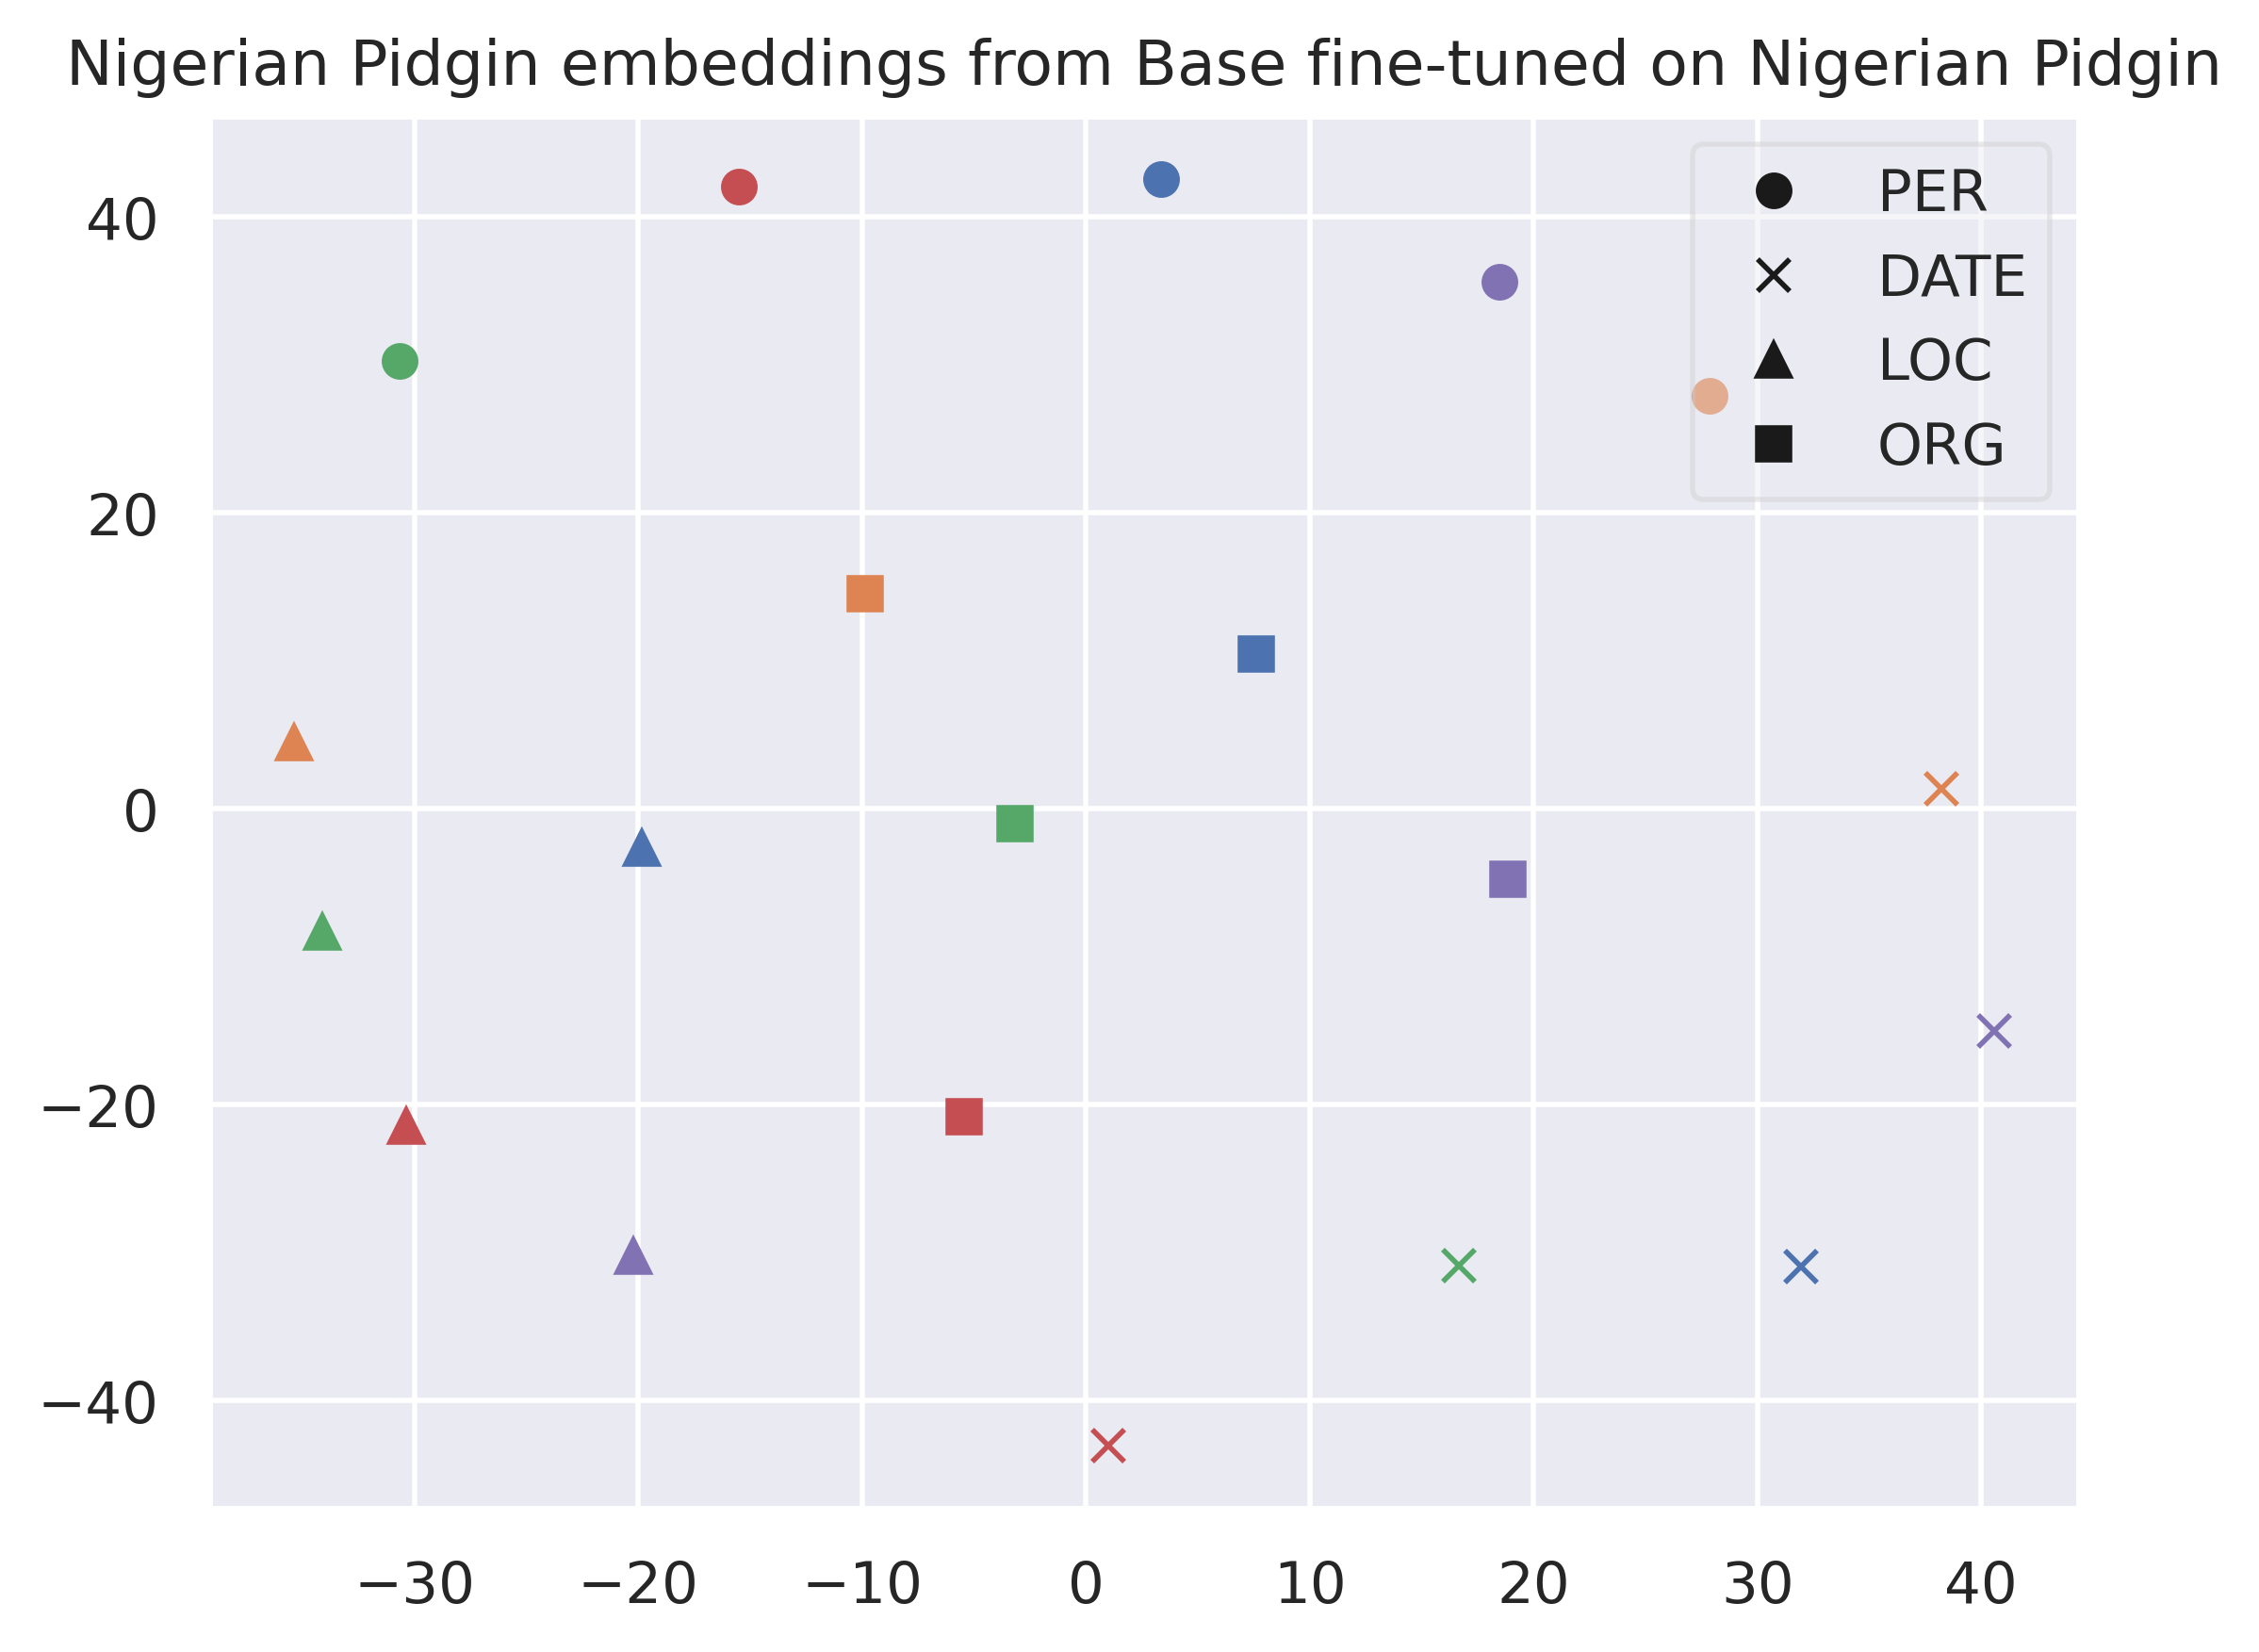 Nigerian Pidgin embeddings from Base fine-tuned on Nigerian Pidgin
PER
DATE
LOC
ORG
40
20
0
−20
−40
−30 −20 −10 0 10 20 30 40